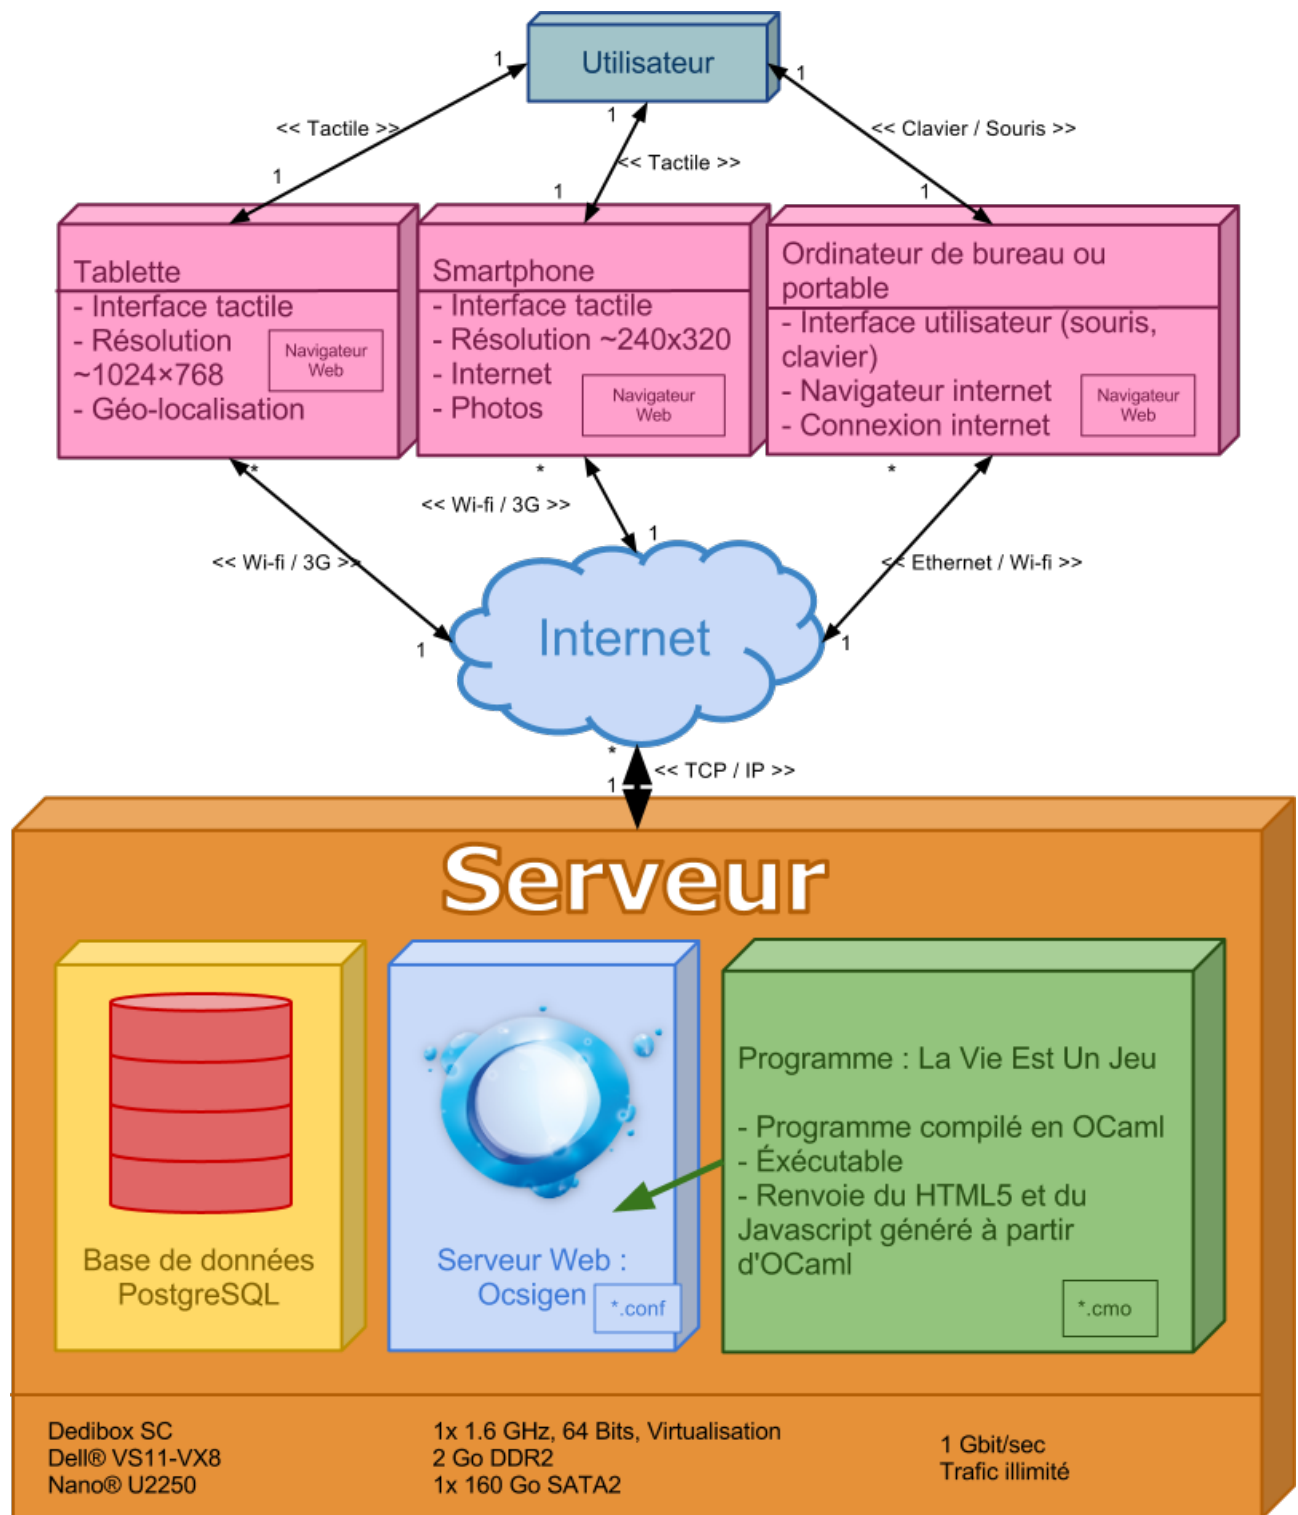 Utilisateur
1
1
1
<< Tactile >>
<< Clavier / Souris >>
<< Tactile >>
1
1
1
Tablette
- Interface tactile
- Résolution
~1024×768
- Géo-localisation
Navigateur
Web
Smartphone
- Interface tactile
- Résolution ~240x320
- Internet
- Photos
Navigateur
Web
Ordinateur de bureau ou
portable
- Interface utilisateur (souris,
clavier)
- Navigateur internet
- Connexion internet
Navigateur
Web
*
*
*
<< Wi-fi / 3G >>
1
<< Wi-fi / 3G >>
<< Ethernet / Wi-fi >>
Internet
1
1
*
<< TCP / IP >>
1
Serveur
Base de données
PostgreSQL
Serveur Web :
Ocsigen
*.conf
Programme : La Vie Est Un Jeu
- Programme compilé en OCaml
- Éxécutable
- Renvoie du HTML5 et du
Javascript généré à partir
d'OCaml
*.cmo
Dedibox SC
Dell® VS11-VX8
Nano® U2250
1x 1.6 GHz, 64 Bits, Virtualisation
2 Go DDR2
1x 160 Go SATA2
1 Gbit/sec
Trafic illimité